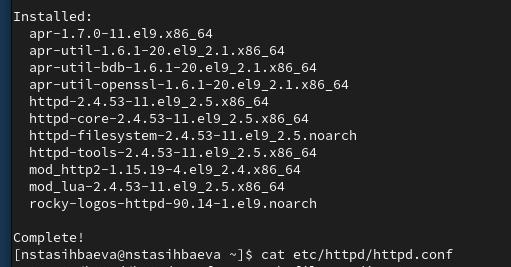 Installed:
apr-1.7.0-11.el9.x86_64
apr-util-1.6.1-20.el9_2.1.x86_64
apr-util-bdb-1.6.1-20.el9_2.1.x86_64
apr-util-openssl-1.6.1-20.el9_2.1.x86_64
httpd-2.4.53-11.el9_2.5.x86_64
httpd-core-2.4.53-11.el9_2.5.x86_64
httpd-filesystem-2.4.53-11.el9_2.5.noarch
httpd-tools-2.4.53-11.el9_2.5.x86_64
mod_http2-1.15.19-4.el9_2.4.x86_64
mod_lua-2.4.53-11.el9_2.5.x86_64
rocky-logos-httpd-90.14-1.el9.noarch
Complete!
[nstasihbaeva@nstasihbaeva ~]$ cat etc/httpd/httpd.conf